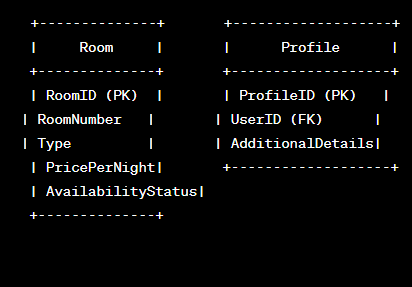 +--------------+       +-------------------+
|     Room     |       |      Profile      |
+--------------+       +-------------------+
| RoomID (PK)  |        | ProfileID (PK)   |
| RoomNumber   |       | UserID (FK)      |
| Type         |       | AdditionalDetails|
| PricePerNight|       +-------------------+
| AvailabilityStatus|
+--------------+